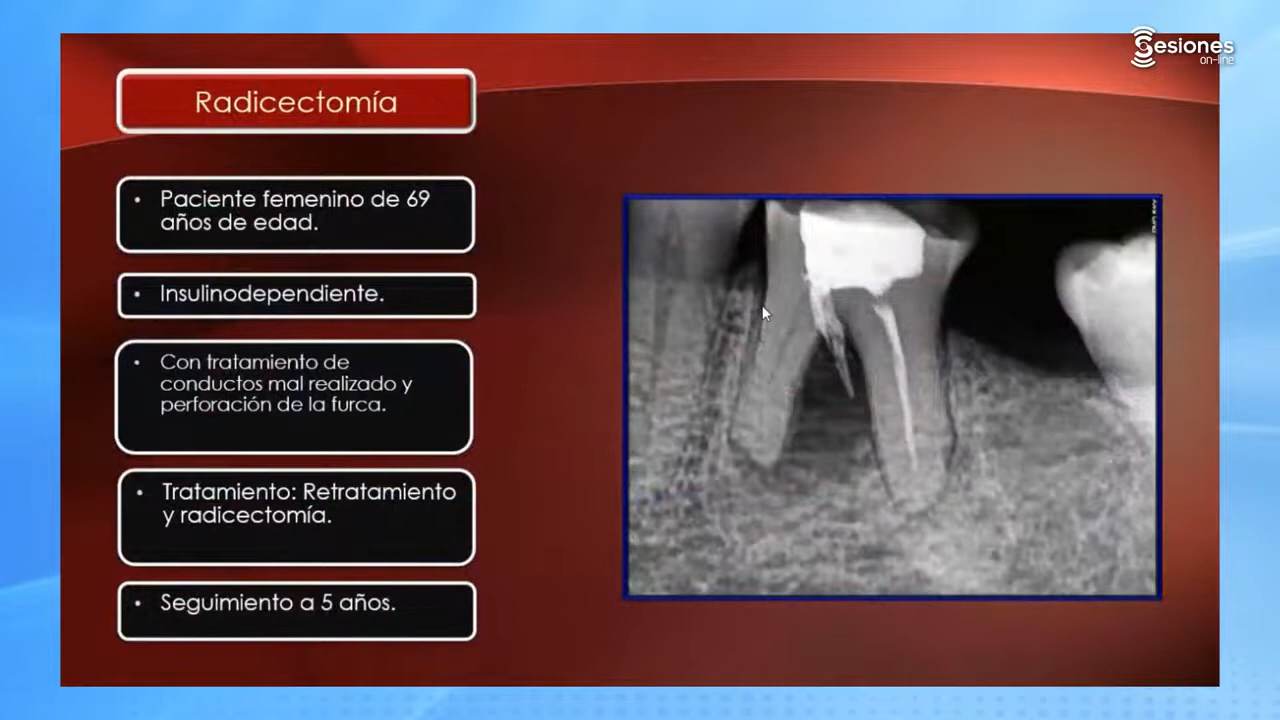 Sesiones
on-line
Radicectomía
• Paciente femenino de 69
años de edad.
• Insulinodependiente.
• Con tratamiento de
conductos mal realizado y
perforación de la furca.
• Tratamiento: Retratamiento
y radicectomía.
• Seguimiento a 5 años.